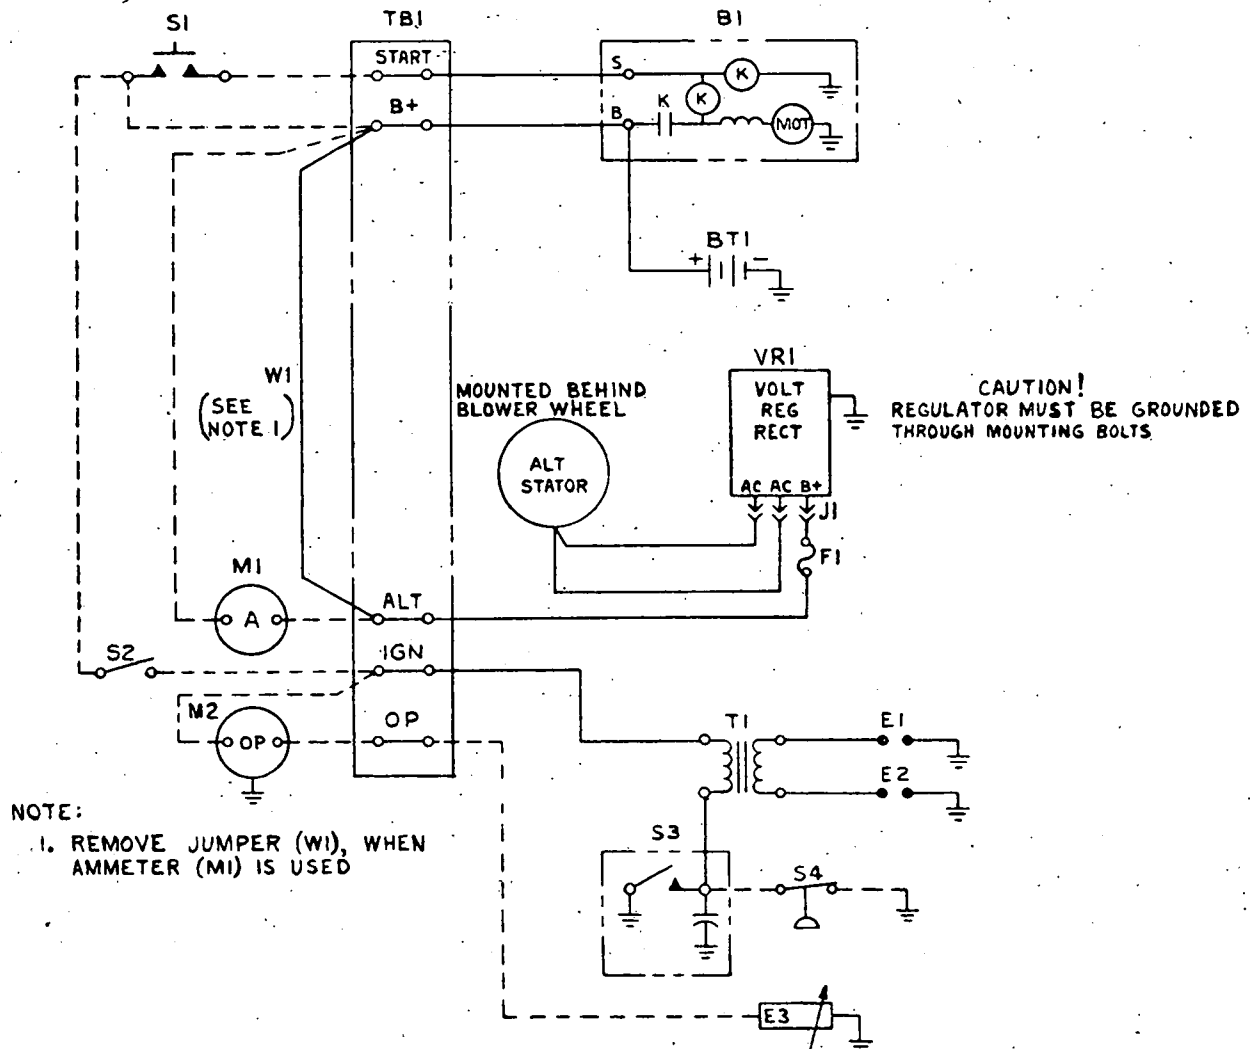 S1
TB1
B1
START
S
K
B+
K
K
B
MOT
BT1
+
–
VR1
W1
(SEE
NOTE 1)
MOUNTED BEHIND
BLOWER WHEEL
VOLT
REG
RECT
CAUTION!
REGULATOR MUST BE GROUNDED
THROUGH MOUNTING BOLTS
ALT
STATOR
AC AC B+
J1
F1
M1
A
ALT
S2
IGN
M2
OP
OP
T1
E1
E2
NOTE:
1. REMOVE JUMPER (W1), WHEN
AMMETER (M1) IS USED
S3
S4
E3